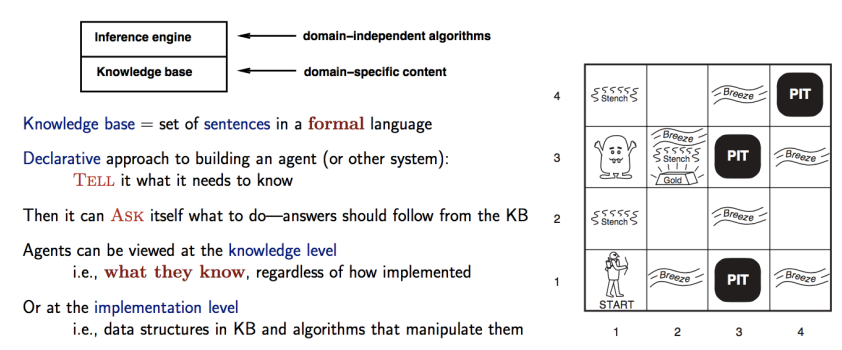 Inference engine
domain–independent algorithms
Knowledge base
domain–specific content
Knowledge base = set of sentences in a formal language
Declarative approach to building an agent (or other system):
TELL it what it needs to know
Then it can ASK itself what to do—answers should follow from the KB
Agents can be viewed at the knowledge level
i.e., what they know, regardless of how implemented
Or at the implementation level
i.e., data structures in KB and algorithms that manipulate them
4
Stench
Breeze
PIT
3
Breeze
Stench
Gold
PIT
Breeze
2
Stench
Breeze
1
START
Breeze
PIT
Breeze
1 2 3 4